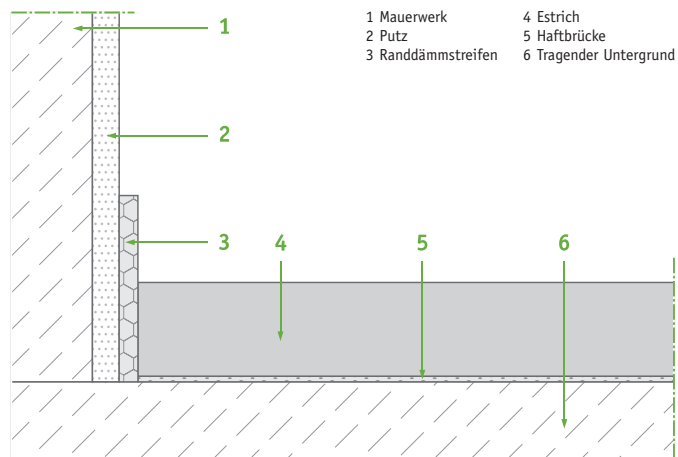 1 Mauerwerk
2 Putz
3 Randdämmstreifen
4 Estrich
5 Haftbrücke
6 Tragender Untergrund
1
2
3
4
5
6